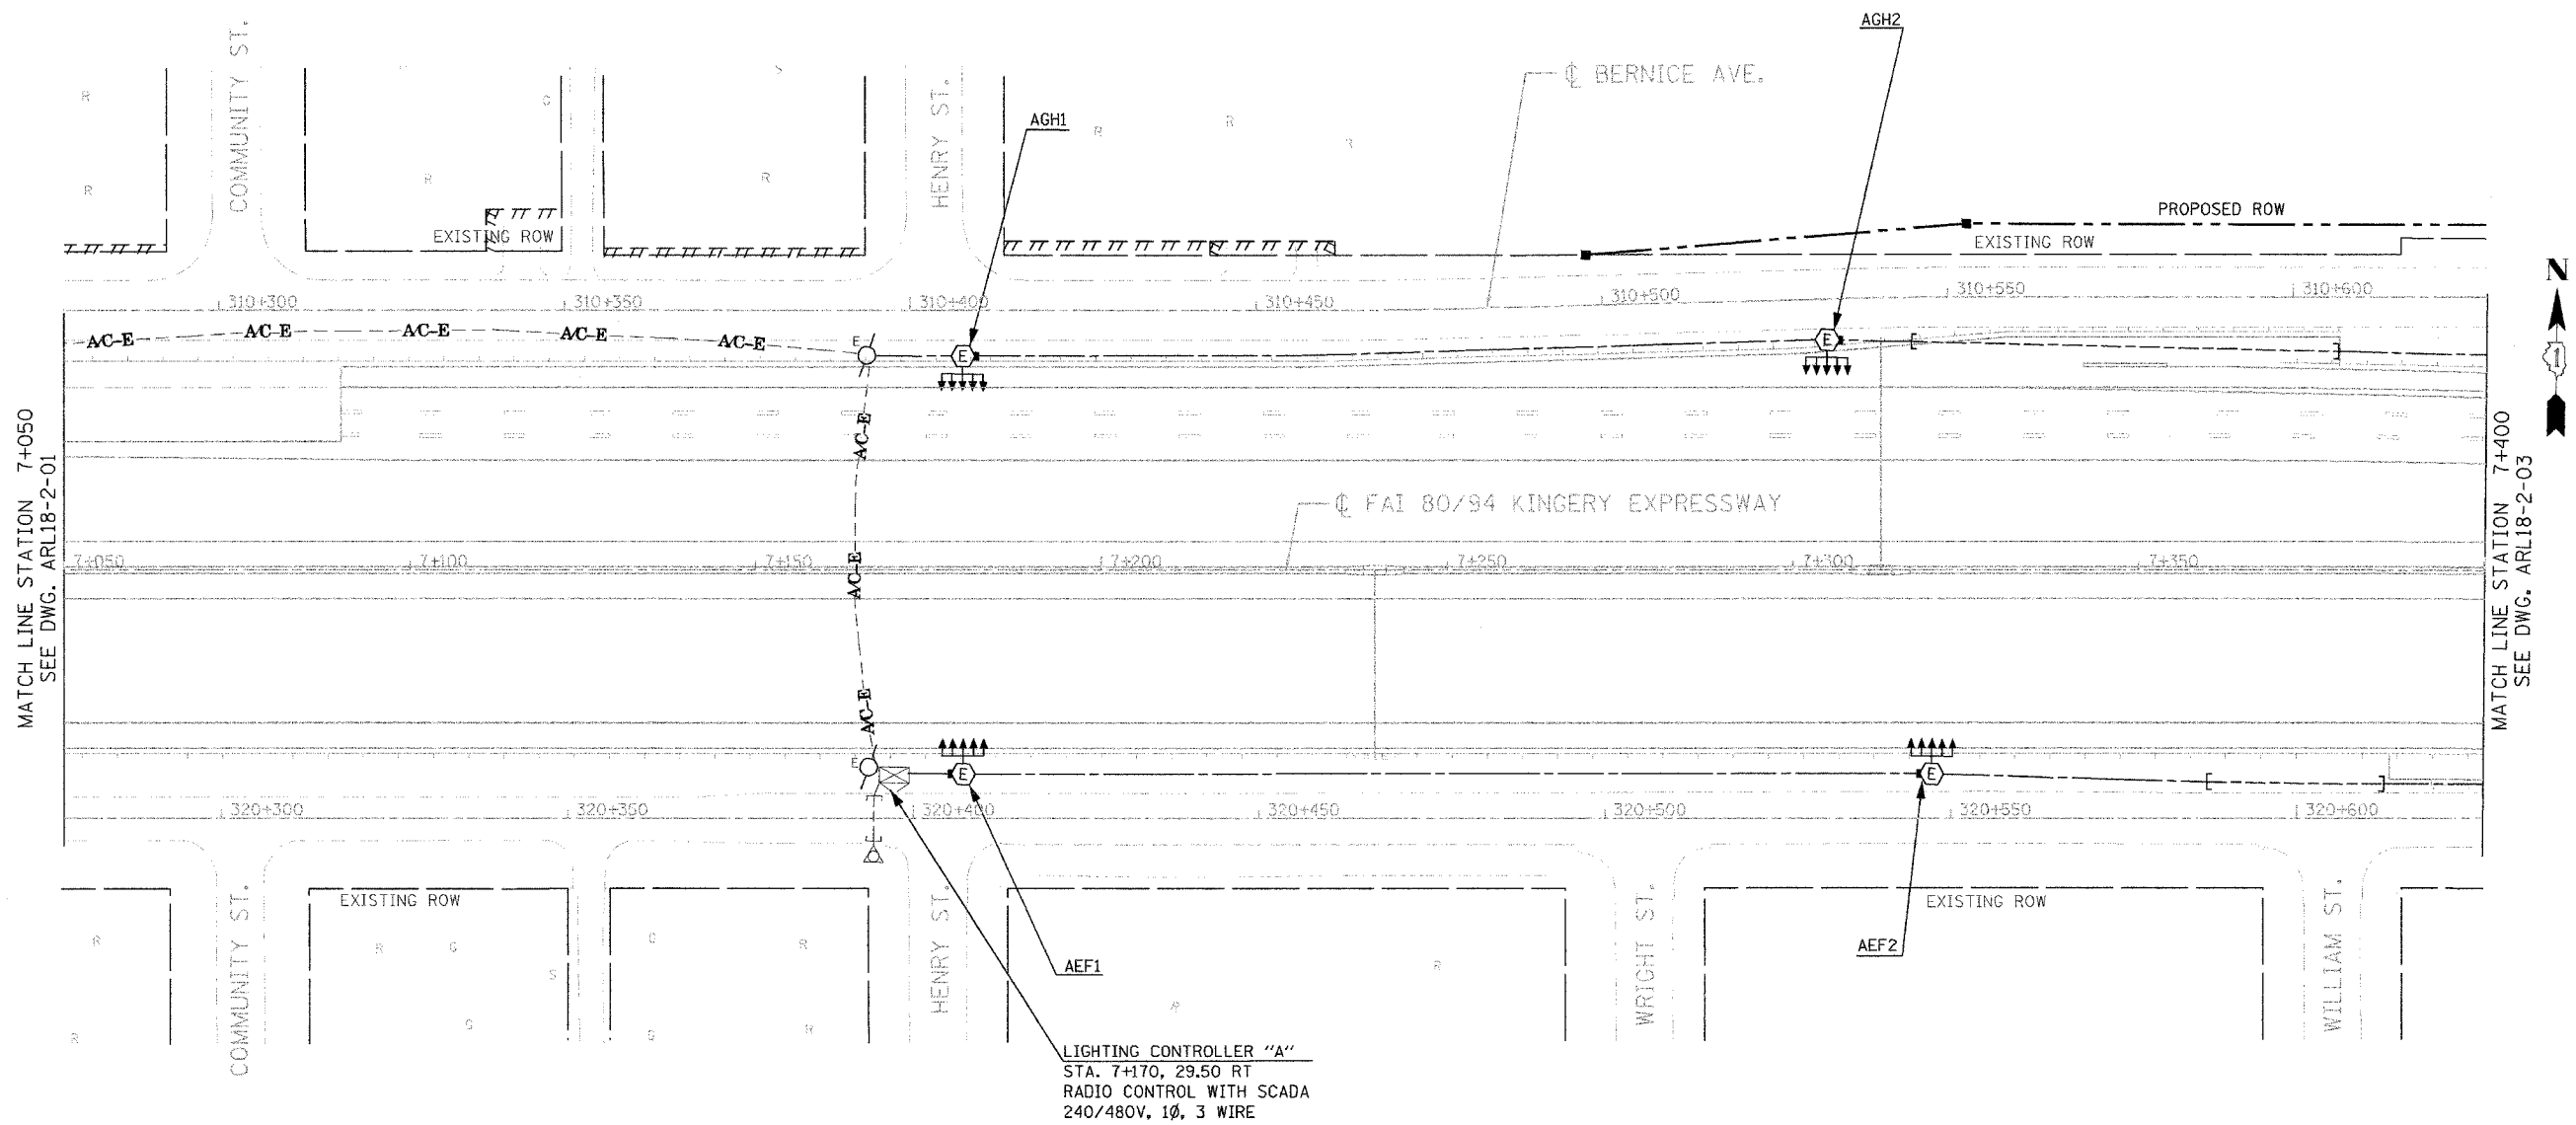 AGH2
COMMUNITY ST.
HENRY ST.
℄ BERNICE AVE.
AGH1
R
G
S
R
R
R
R
R
R
R
PROPOSED ROW
EXISTING ROW
EXISTING ROW
N
1
310+300
310+350
310+400
310+450
310+500
310+550
310+600
A/C-E
A/C-E
A/C-E
A/C-E
A/C-E
E
E
E
A/C-E
MATCH LINE STATION 7+050
SEE DWG. ARL18-2-01
MATCH LINE STATION 7+400
SEE DWG. ARL18-2-03
℄ FAI 80/94 KINGERY EXPRESSWAY
7+050
7+100
7+150
7+200
7+250
7+300
7+350
A/C-E
A/C-E
E
E
E
320+300
320+350
320+400
320+450
320+500
320+550
320+600
EXISTING ROW
EXISTING ROW
COMMUNITY ST.
HENRY ST.
WRIGHT ST.
WILLIAM ST.
R
R
G
S
G
R
R
G
G
R
R
R
AEF1
AEF2
LIGHTING CONTROLLER "A"
STA. 7+170, 29.50 RT
RADIO CONTROL WITH SCADA
240/480V, 1Ø, 3 WIRE